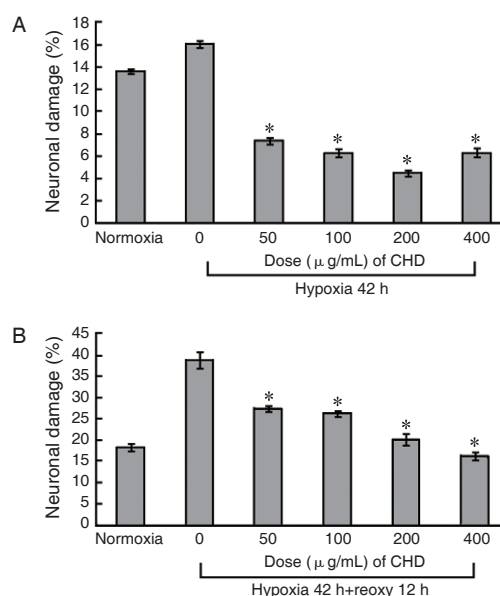 A
Neuronal damage (%)
18
16
14
12
10
8
6
4
2
0
* * * *
Normoxia 0 50 100 200 400
Dose ( μ g/mL) of CHD
Hypoxia 42 h
B
Neuronal damage (%)
45
40
35
30
25
20
15
10
5
0
* * * *
Normoxia 0 50 100 200 400
Dose ( μ g/mL) of CHD
Hypoxia 42 h+reoxy 12 h